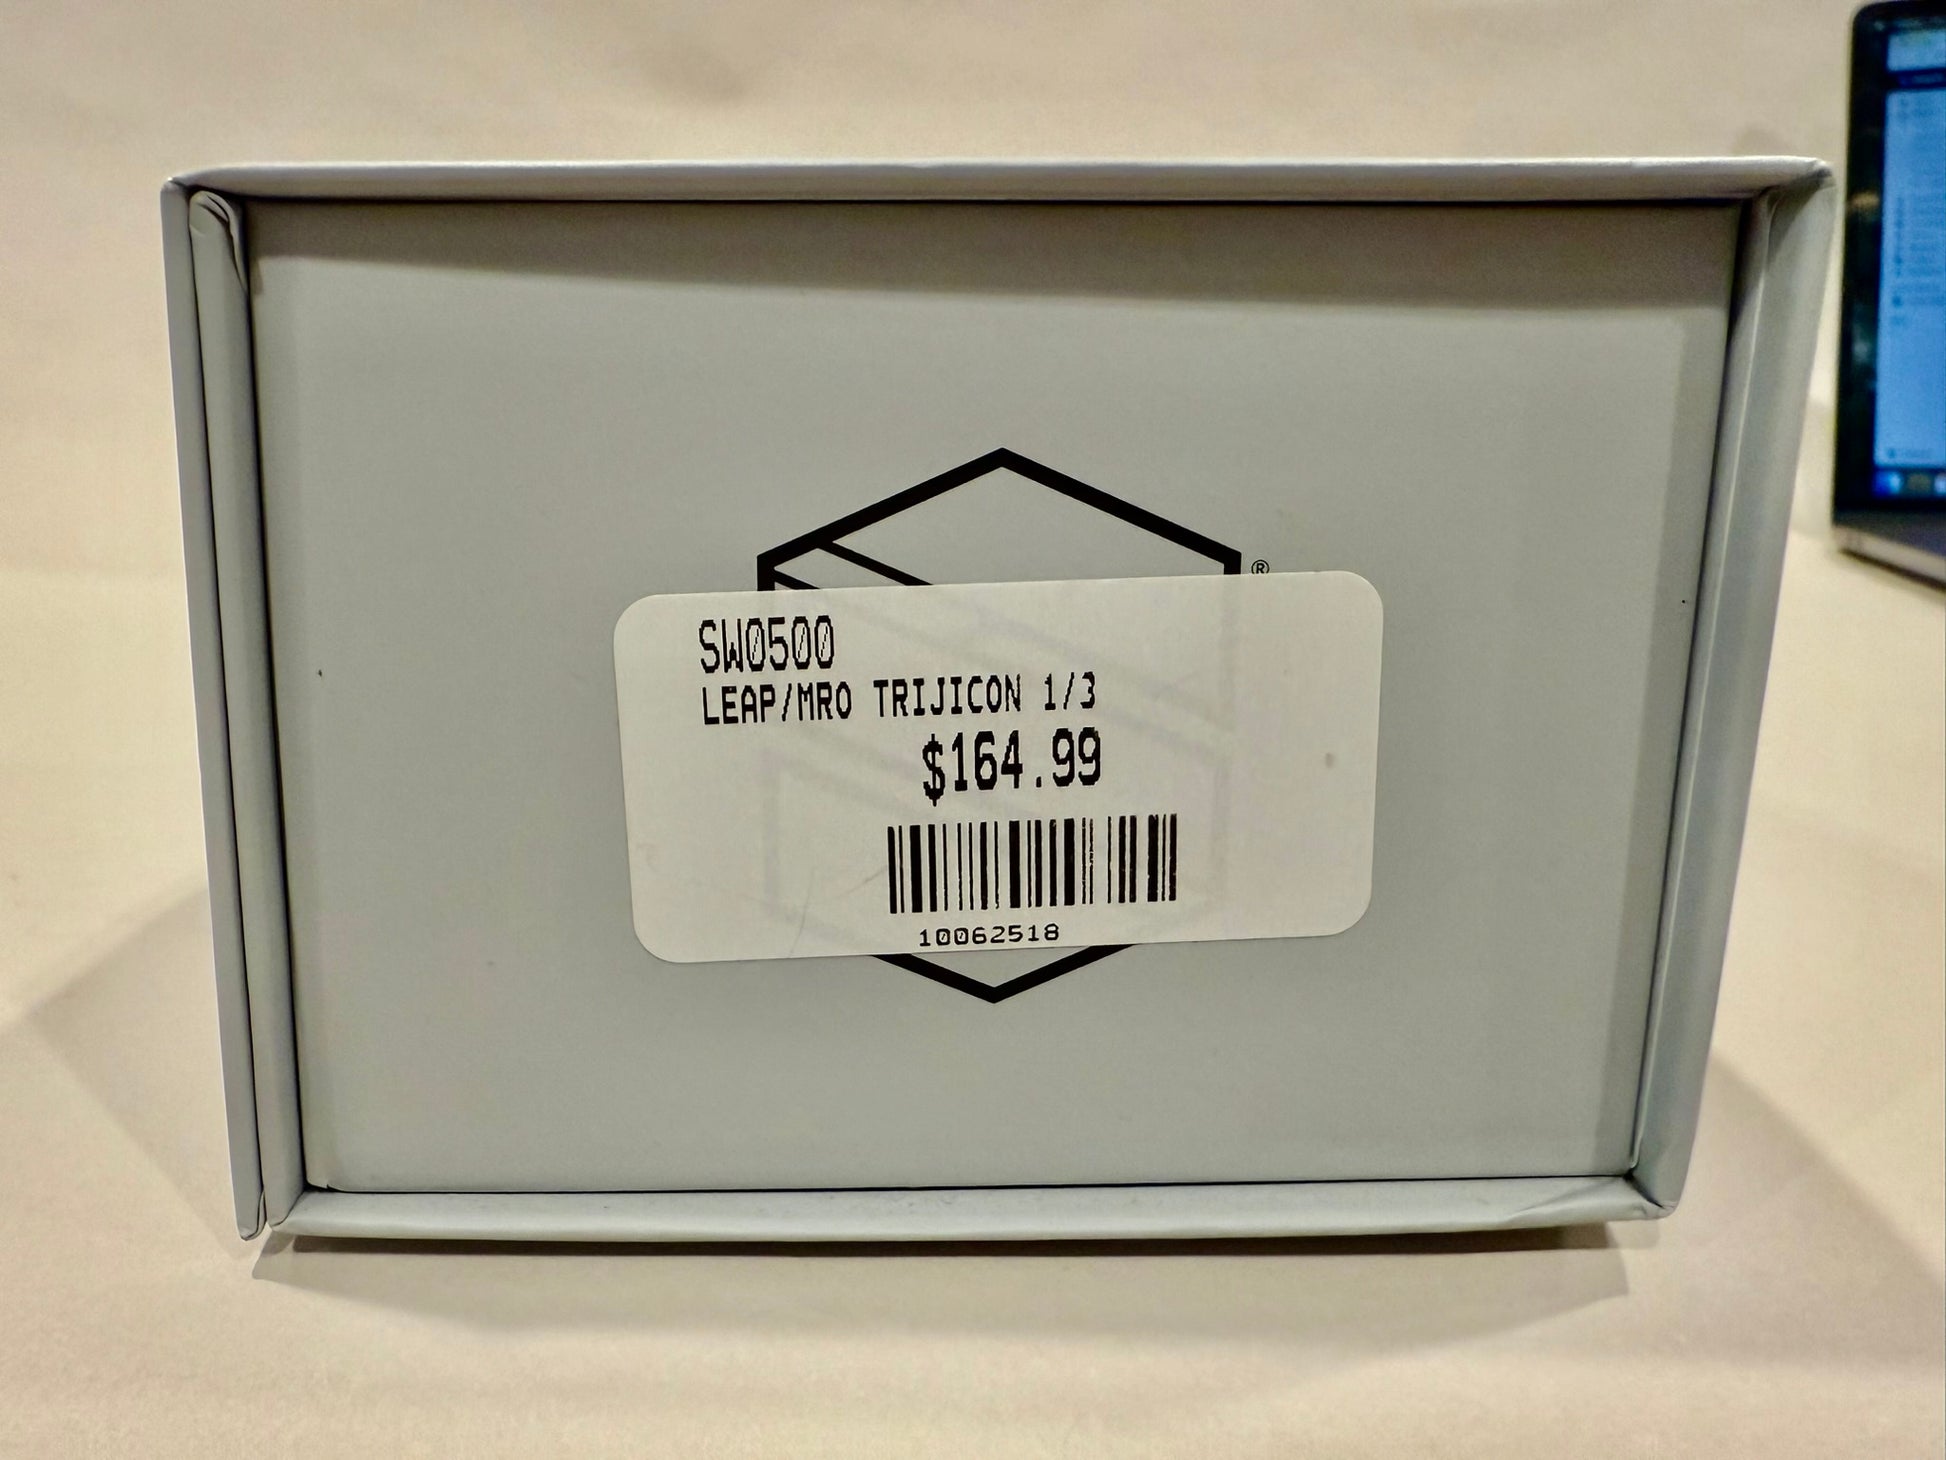 ®
SW0500
LEAP/MRO TRIJICON 1/3
$164.99
10062518